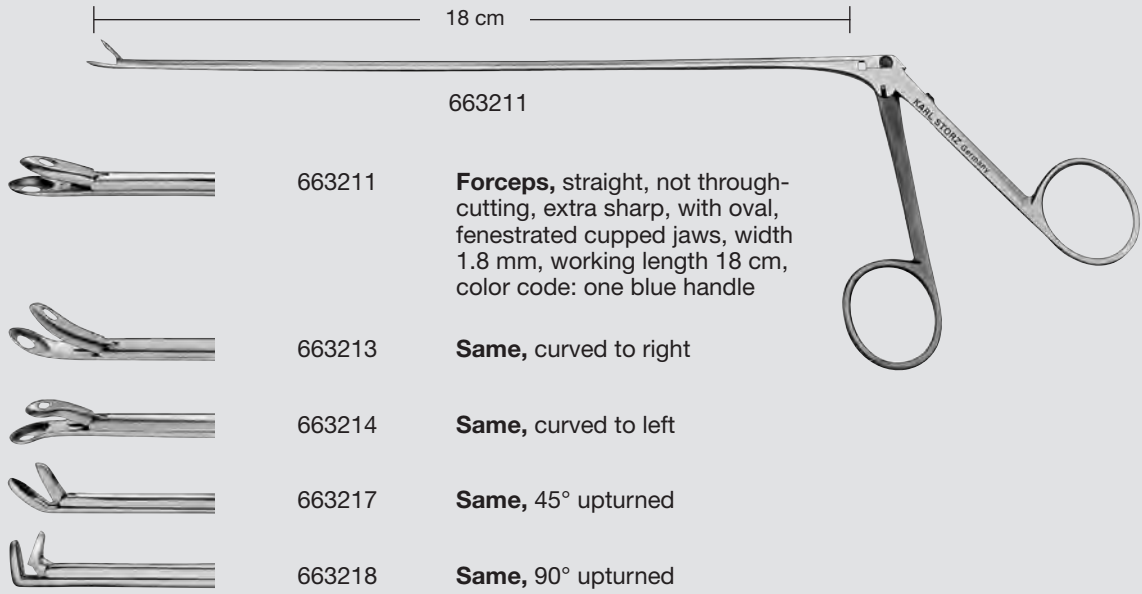 18 cm
663211
KARL STORZ Germany
663211 Forceps, straight, not through-
cutting, extra sharp, with oval,
fenestrated cupped jaws, width
1.8 mm, working length 18 cm,
color code: one blue handle
663213 Same, curved to right
663214 Same, curved to left
663217 Same, 45° upturned
663218 Same, 90° upturned